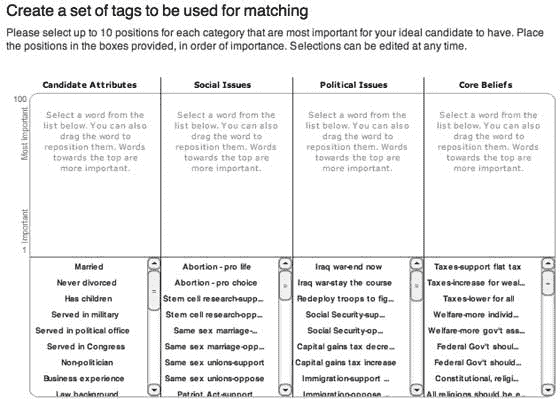 Create a set of tags to be used for matching
Please select up to 10 positions for each category that are most important for your ideal candidate to have. Place
the positions in the boxes provided, in order of importance. Selections can be edited at any time.
Candidate Attributes
Social Issues
Political Issues
Core Beliefs
100
Most Important
Important
1
Select a word from the
list below. You can also
drag the word to
reposition them. Words
towards the top are
more important.
Select a word from the
list below. You can also
drag the word to
reposition them. Words
towards the top are
more important.
Select a word from the
list below. You can also
drag the word to
reposition them. Words
towards the top are
more important.
Select a word from the
list below. You can also
drag the word to
reposition them. Words
towards the top are
more important.
Married
Never divorced
Has children
Served in military
Served in political office
Served in Congress
Non-politician
Business experience
Law background
Abortion - pro life
Abortion - pro choice
Stem cell research-supp...
Stem cell research-opp...
Same sex marriage-...
Same sex marriage-opp...
Same sex unions-support
Same sex unions-oppose
Patriot Act-support
Iraq war-end now
Iraq war-stay the course
Redeploy troops to fig...
Social Security-sup...
Social Security-op...
Capital gains tax decre...
Capital gains tax increase
Immigration-support ...
Immigration-oppose ...
Taxes-support flat tax
Taxes-increase for weal...
Taxes-lower for all
Welfare-more individ...
Welfare-more gov't ass...
Federal Gov't shoul...
Federal Gov't should...
Constitutional, religi...
All religions should be e...